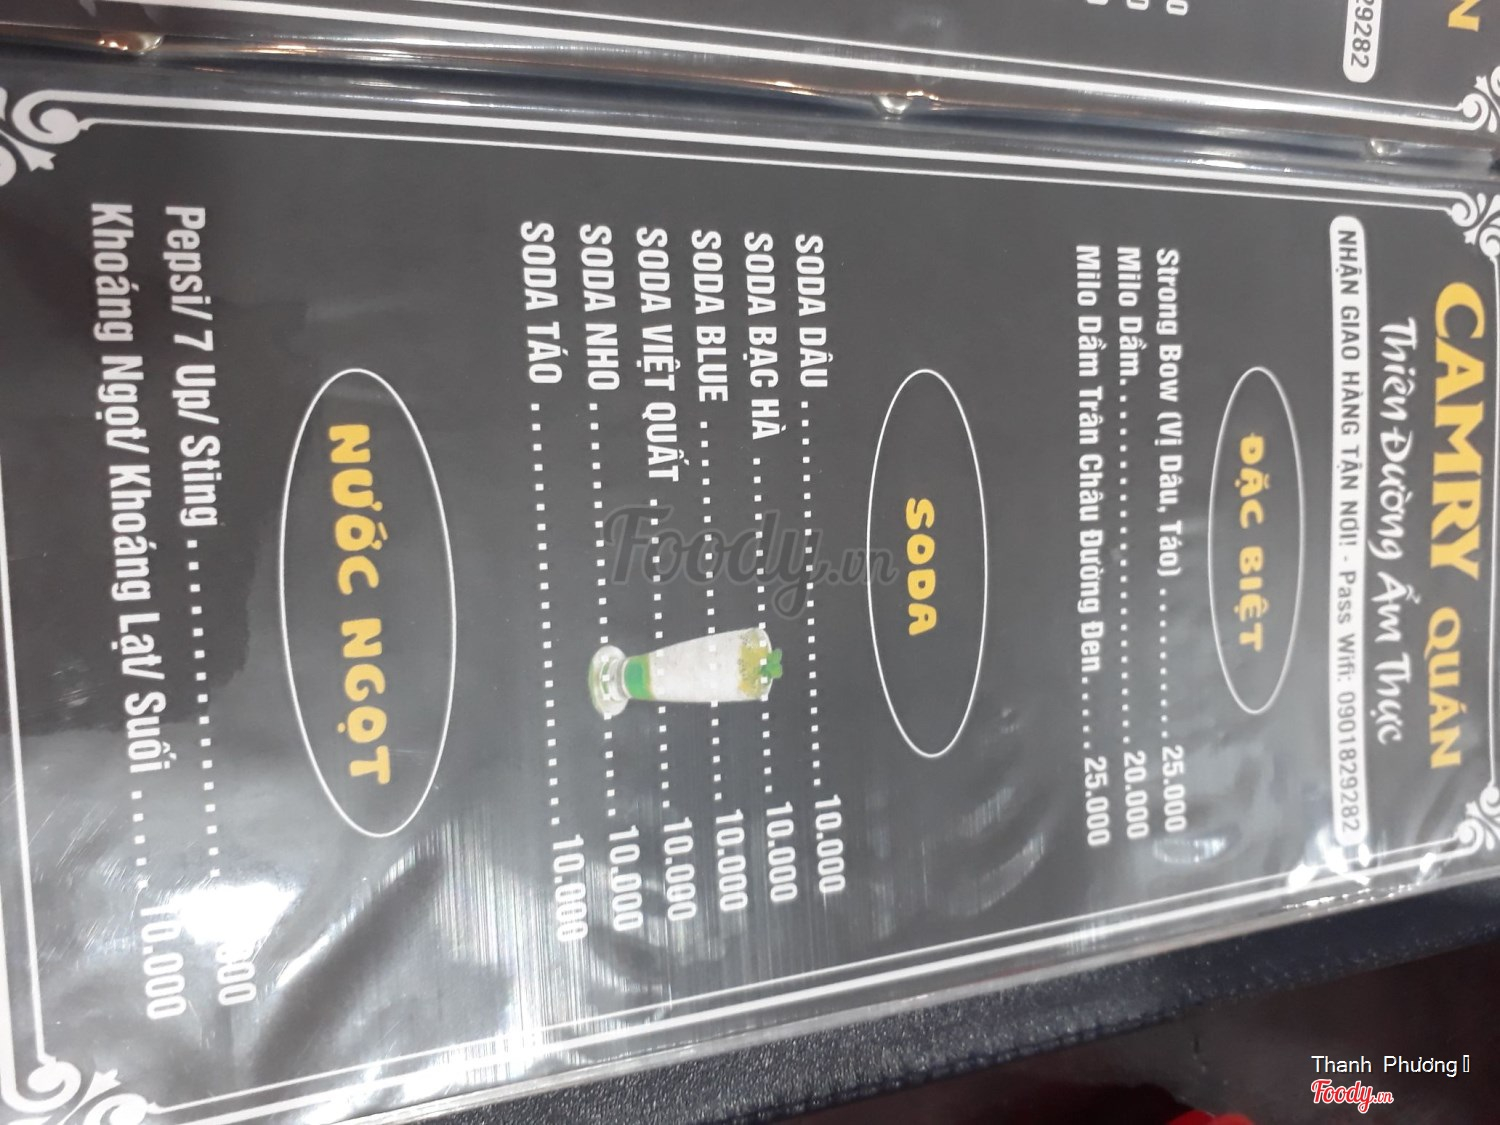 CAMRY QUÁN
Thiên Đường Ẩm Thực
NHẬN GIAO HÀNG TẬN NƠI! - Pass Wifi: 0901829282
ĐẶC BIỆT
Strong Bow (Vị Dâu, Táo) . . . . . . . . . . 25.000
Milo Dầm. . . . . . . . . . . . . . . . . . . . . . 20.000
Milo Dầm Trân Châu Đường Đen. . . . . 25.000
SODA
SODA DÂU . . . . . . . . . . . . . . . . . . . . . . 10.000
SODA BẠC HÀ . . . . . . . . . . . . . . . . . . . 10.000
SODA BLUE . . . . . . . . . . . . . . . . . . . . . 10.000
SODA VIỆT QUẤT . . . . . . . . . . . . . . . . 10.000
SODA NHO . . . . . . . . . . . . . . . . . . . . . . 10.000
SODA TÁO . . . . . . . . . . . . . . . . . . . . . . 10.000
NƯỚC NGỌT
Pepsi/ 7 Up/ Sting . . . . . . . . . . . . . . . .
Khoáng Ngọt/ Khoáng Lạt/ Suối . . . . . 10.000
29282
Foody.vn
Thanh Phương
Foody.vn